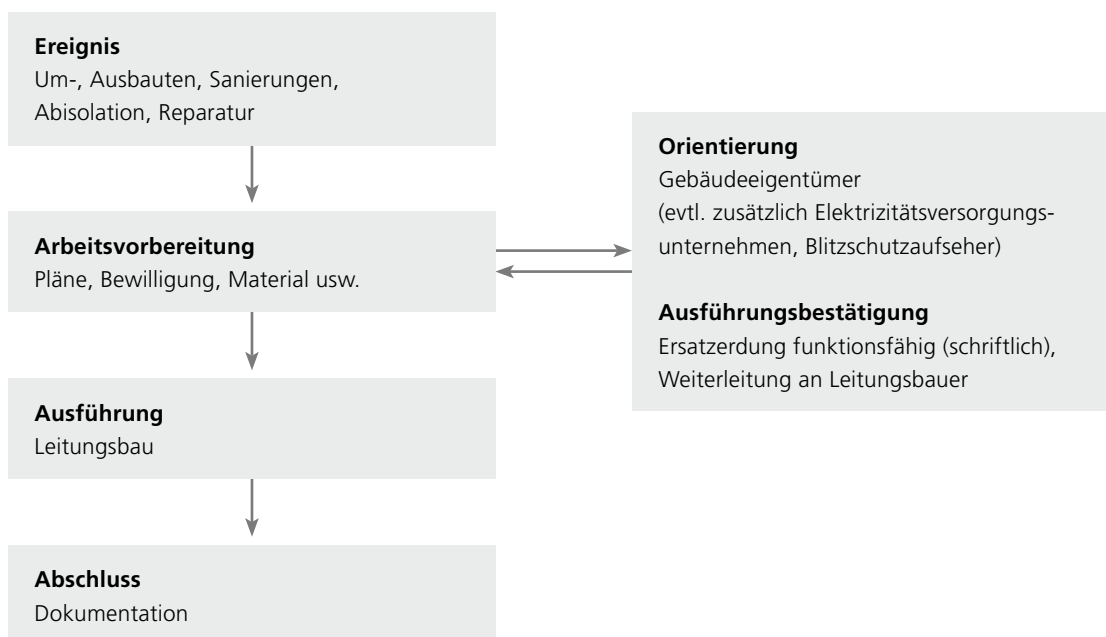 Ereignis
Um-, Ausbauten, Sanierungen,
Abisolation, Reparatur
Arbeitsvorbereitung
Pläne, Bewilligung, Material usw.
Orientierung
Gebäudeeigentümer
(evtl. zusätzlich Elektrizitätsversorgungs-
unternehmen, Blitzschutzaufseher)
Ausführungsbestätigung
Ersatzerdung funktionsfähig (schriftlich),
Weiterleitung an Leitungsbauer
Ausführung
Leitungsbau
Abschluss
Dokumentation